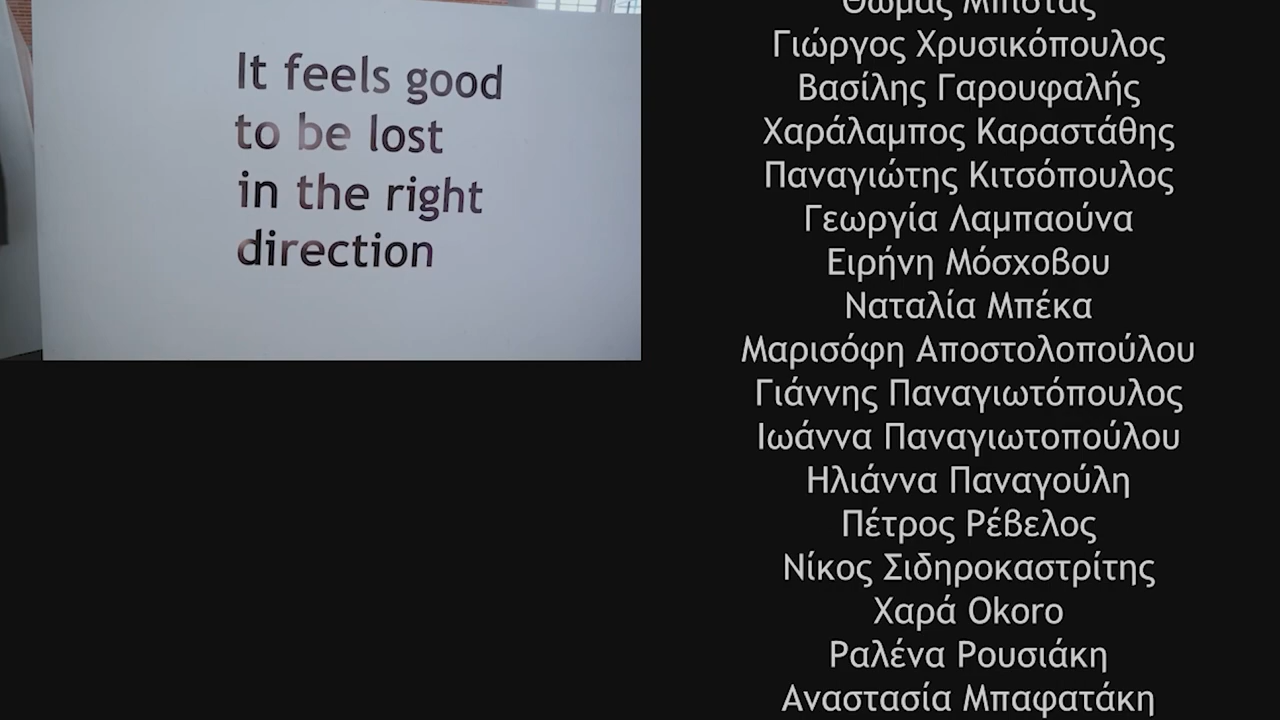 It feels good
to be lost
in the right
direction
Θωμάς Μπότας
Γιώργος Χρυσικόπουλος
Βασίλης Γαρουφαλής
Χαράλαμπος Καραστάθης
Παναγιώτης Κιτσόπουλος
Γεωργία Λαμπαούνα
Ειρήνη Μόσχοβου
Ναταλία Μπέκα
Μαρισόφη Αποστολοπούλου
Γιάννης Παναγιωτόπουλος
Ιωάννα Παναγιωτοπούλου
Ηλιάννα Παναγούλη
Πέτρος Ρέβελος
Νίκος Σιδηροκαστρίτης
Χαρά Okoro
Ραλένα Ρουσιάκη
Αναστασία Μπαφατάκη